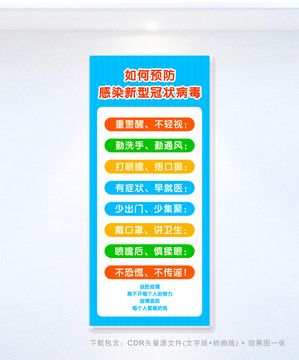 如何预防
感染新型冠状病毒
重警醒、不轻视；
勤洗手、勤通风；
打喷嚏、捂口鼻；
有症状、早就医；
少出门、少集聚；
戴口罩、讲卫生；
喷嚏后、慎揉眼；
不恐慌、不传谣！
战胜疫情
离不开每个人的努力
疫情面前
每个人都是防线
下载包含：CDR矢量源文件(文字版+转曲版) + 效果图一张